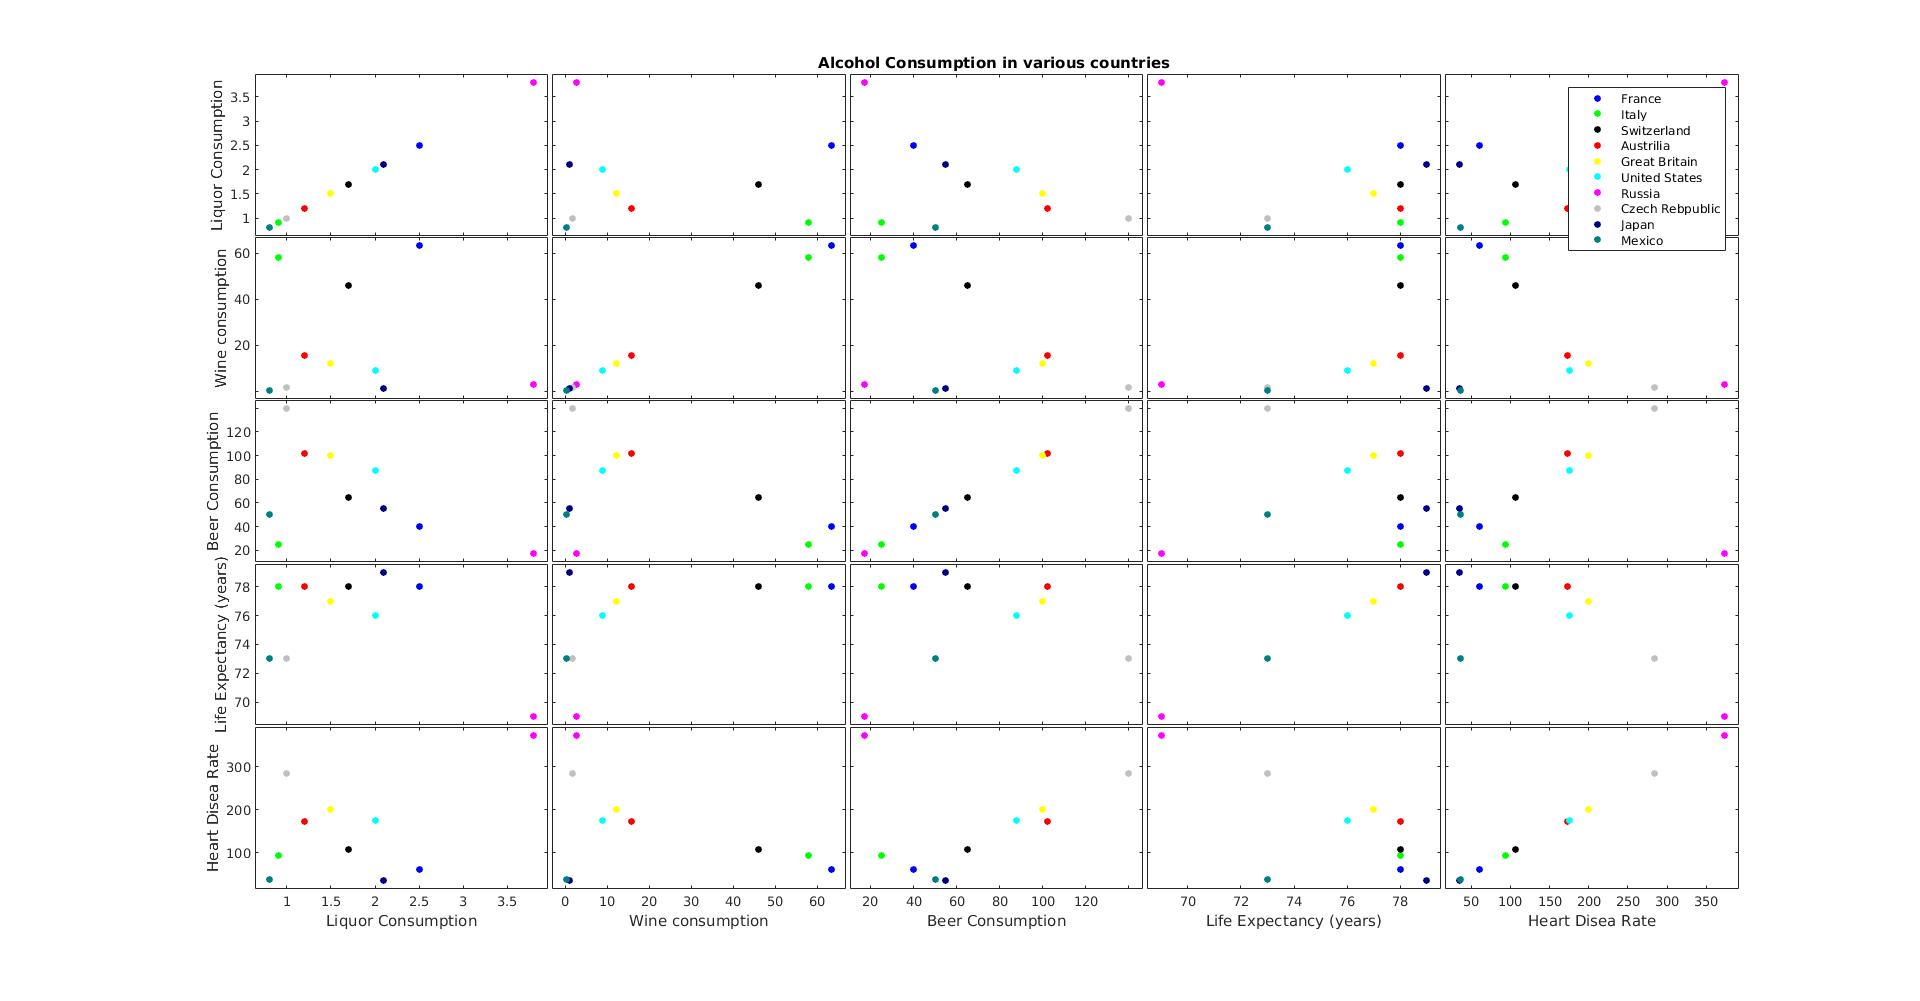 Alcohol Consumption in various countries
Liquor Consumption
3.5
3
2.5
2
1.5
1
France
Italy
Switzerland
Austrilia
Great Britain
United States
Russia
Czech Rebpublic
Japan
Mexico
Wine consumption
60
40
20
Beer Consumption
120
100
80
60
40
20
Life Expectancy (years)
78
76
74
72
70
Heart Disea Rate
300
200
100
1 1.5 2 2.5 3 3.5
0 10 20 30 40 50 60
20 40 60 80 100 120
70 72 74 76 78
50 100 150 200 250 300 350
Liquor Consumption
Wine consumption
Beer Consumption
Life Expectancy (years)
Heart Disea Rate